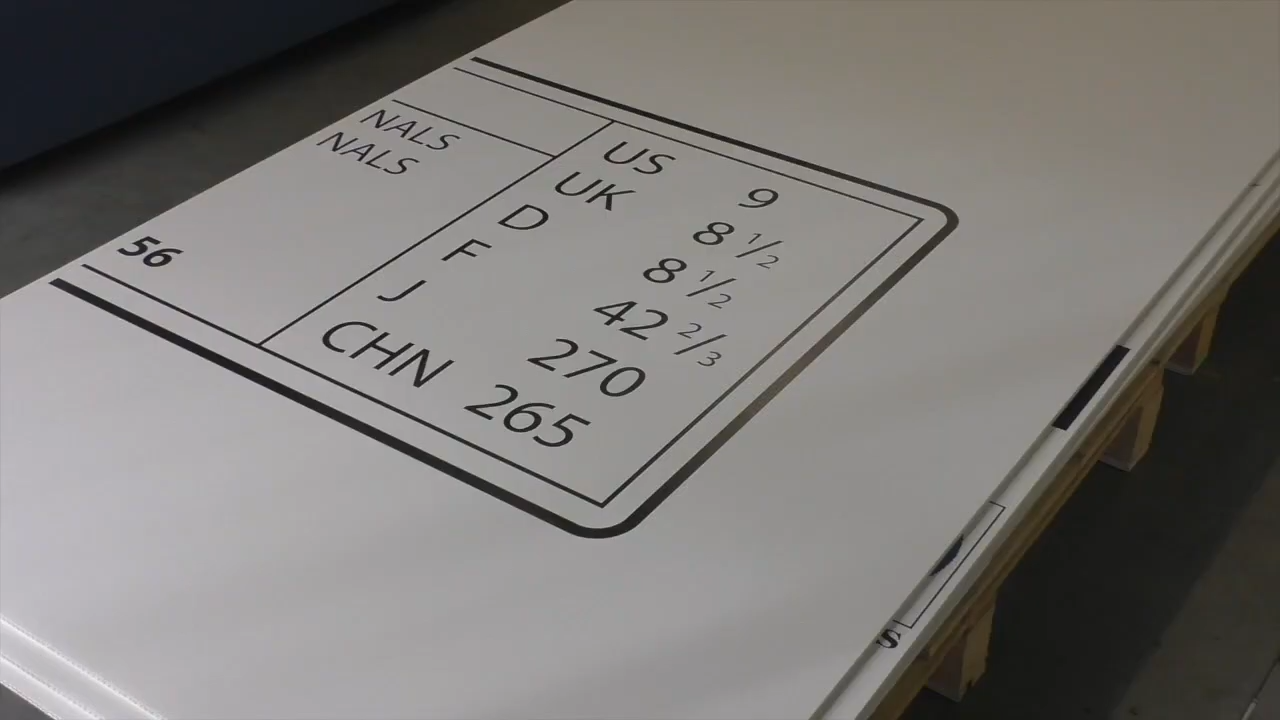 NALS
NALS
56
US 9
UK 8 1/2
D 8 1/2
F 42 2/3
J 270
CHN 265
S